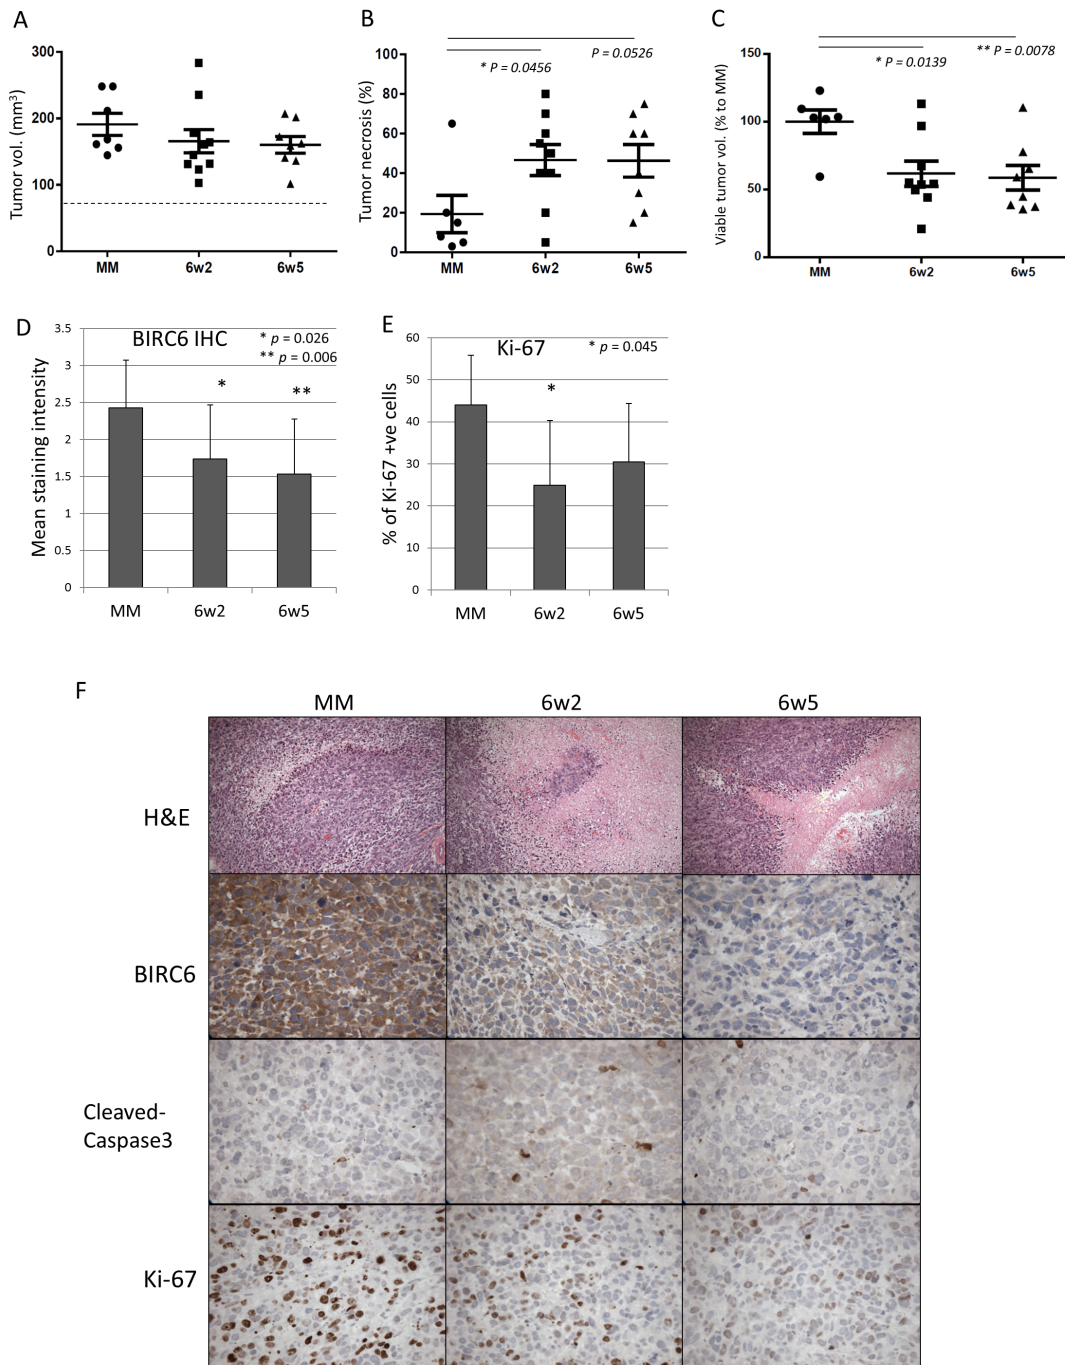 A
Tumor vol. (mm³)
300
200
100
0
MM
6w2
6w5
B
Tumor necrosis (%)
100
80
60
40
20
0
* P = 0.0456
P = 0.0526
MM
6w2
6w5
C
Viable tumor vol. (% to MM)
150
100
50
0
** P = 0.0078
* P = 0.0139
MM
6w2
6w5
D
BIRC6 IHC
* p = 0.026
** p = 0.006
Mean staining intensity
3.5
3
2.5
2
1.5
1
0.5
0
*
**
MM
6w2
6w5
E
Ki-67
* p = 0.045
% of Ki-67 +ve cells
60
50
40
30
20
10
0
*
MM
6w2
6w5
F
MM
6w2
6w5
H&E
BIRC6
Cleaved-
Caspase3
Ki-67